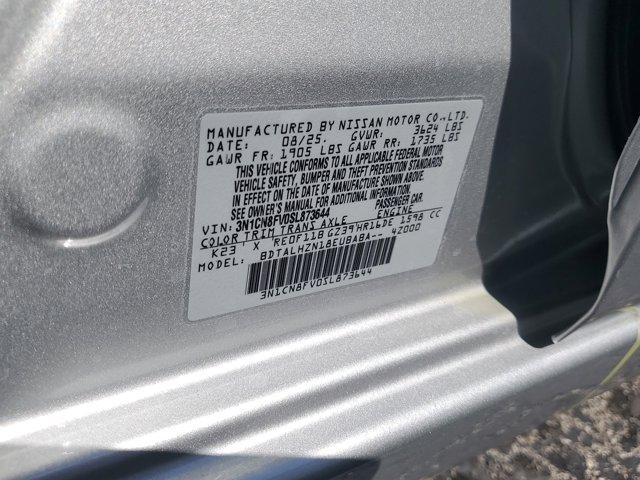 MANUFACTURED BY NISSAN MOTOR CO.,LTD.
DATE: 08/25. GVWR: 3624 LBS
GAWR FR: 1905 LBS GAWR RR: 1735 LBS
THIS VEHICLE CONFORMS TO ALL APPLICABLE FEDERAL MOTOR
VEHICLE SAFETY, BUMPER AND THEFT PREVENTION STANDARDS
IN EFFECT ON THE DATE OF MANUFACTURE SHOWN ABOVE.
SEE OWNER'S MANUAL FOR ADDITIONAL INFORMATION.
VIN: 3N1CN8FV0SL873644 PASSENGER CAR.
COLOR TRIM TRANS AXLE ENGINE
K23 X RE0F11B GZ39 HR16DE 1598 CC
MODEL: BDTALHZN18EUBABA-- 4Z000
3N1CN8FV0SL873644